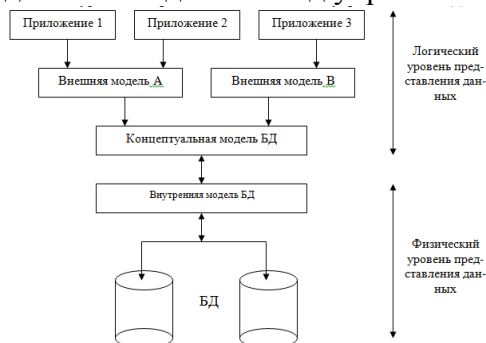 Приложение 1
Приложение 2
Приложение 3
Логический
уровень пред-
ставления дан-
ных
Внешняя модель А
Внешняя модель В
Концептуальная модель БД
Внутренняя модель БД
Физический
уровень пред-
ставления дан-
ных
БД